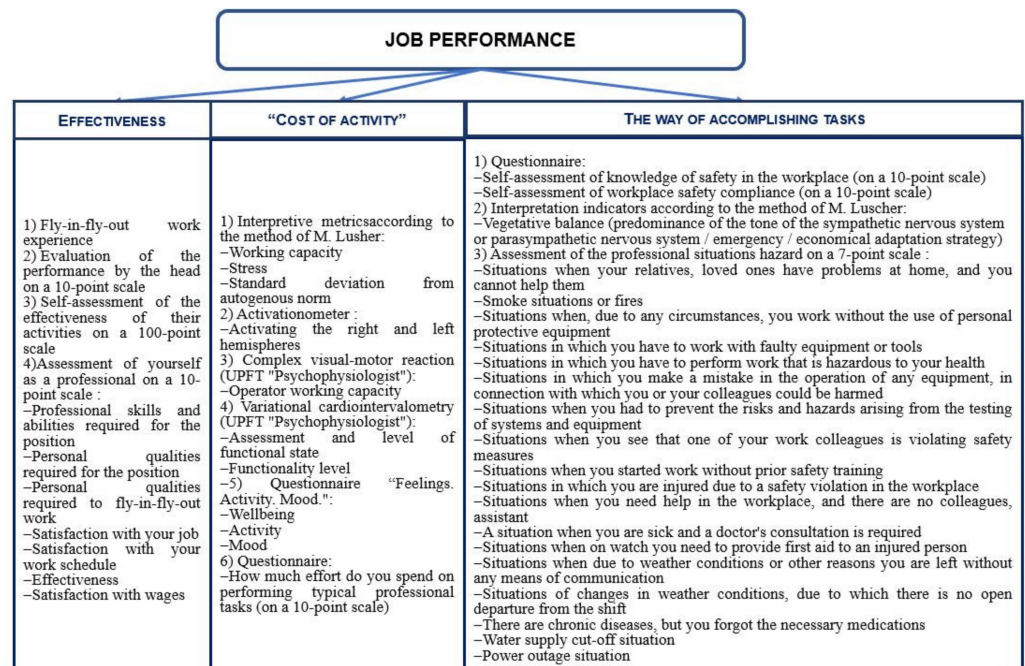 JOB PERFORMANCE
EFFECTIVENESS
1) Fly-in-fly-out work
experience
2) Evaluation of the
performance by the head
on a 10-point scale
3) Self-assessment of the
effectiveness of their
activities on a 100-point
scale
4)Assessment of yourself
as a professional on a 10-
point scale :
–Professional skills and
abilities required for the
position
–Personal qualities
required for the position
–Personal qualities
required to fly-in-fly-out
work
–Satisfaction with your job
–Satisfaction with your
work schedule
–Effectiveness
–Satisfaction with wages
“COST OF ACTIVITY”
1) Interpretive metricsaccording to
the method of M. Lusher:
–Working capacity
–Stress
–Standard deviation from
autogenous norm
2) Activationometer :
–Activating the right and left
hemispheres
3) Complex visual-motor reaction
(UPFT "Psychophysiologist"):
–Operator working capacity
4) Variational cardiointervalometry
(UPFT "Psychophysiologist"):
–Assessment and level of
functional state
–Functionality level
–5) Questionnaire “Feelings.
Activity. Mood.":
–Wellbeing
–Activity
–Mood
6) Questionnaire:
–How much effort do you spend on
performing typical professional
tasks (on a 10-point scale)
THE WAY OF ACCOMPLISHING TASKS
1) Questionnaire:
–Self-assessment of knowledge of safety in the workplace (on a 10-point scale)
–Self-assessment of workplace safety compliance (on a 10-point scale)
2) Interpretation indicators according to the method of M. Luscher:
–Vegetative balance (predominance of the tone of the sympathetic nervous system
or parasympathetic nervous system / emergency / economical adaptation strategy)
3) Assessment of the professional situations hazard on a 7-point scale :
–Situations when your relatives, loved ones have problems at home, and you
cannot help them
–Smoke situations or fires
–Situations when, due to any circumstances, you work without the use of personal
protective equipment
–Situations in which you have to work with faulty equipment or tools
–Situations in which you have to perform work that is hazardous to your health
–Situations in which you make a mistake in the operation of any equipment, in
connection with which you or your colleagues could be harmed
–Situations when you had to prevent the risks and hazards arising from the testing
of systems and equipment
–Situations when you see that one of your work colleagues is violating safety
measures
–Situations when you started work without prior safety training
–Situations in which you are injured due to a safety violation in the workplace
–Situations when you need help in the workplace, and there are no colleagues,
assistant
–A situation when you are sick and a doctor's consultation is required
–Situations when on watch you need to provide first aid to an injured person
–Situations when due to weather conditions or other reasons you are left without
any means of communication
–Situations of changes in weather conditions, due to which there is no open
departure from the shift
–There are chronic diseases, but you forgot the necessary medications
–Water supply cut-off situation
–Power outage situation